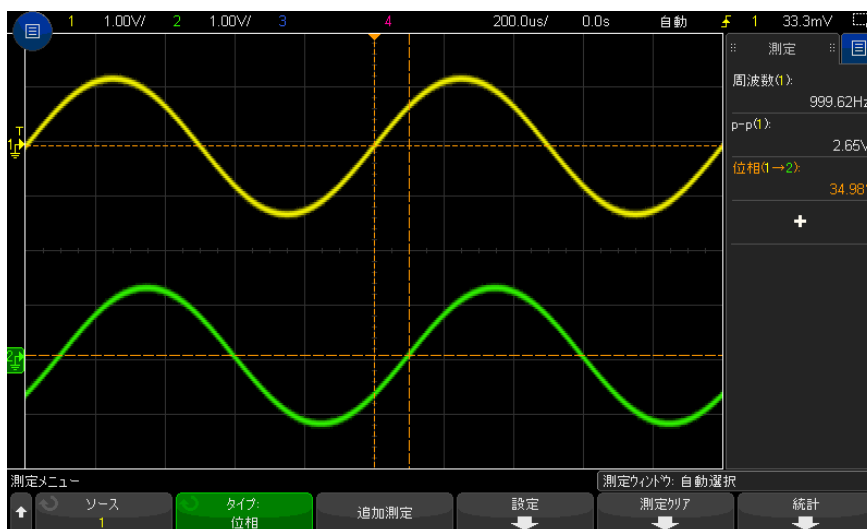 1 1.00V/ 2 1.00V/ 3 4 200.0us/ 0.0s 自動 1 33.3mV
測定
周波数(1):
999.62Hz
p-p(1):
2.65V
位相(1→2):
34.98°
+
T
1
2
測定メニュー
測定ウィンドウ: 自動選択
ソース
1
タイプ:
位相
追加測定
設定
測定クリア
統計